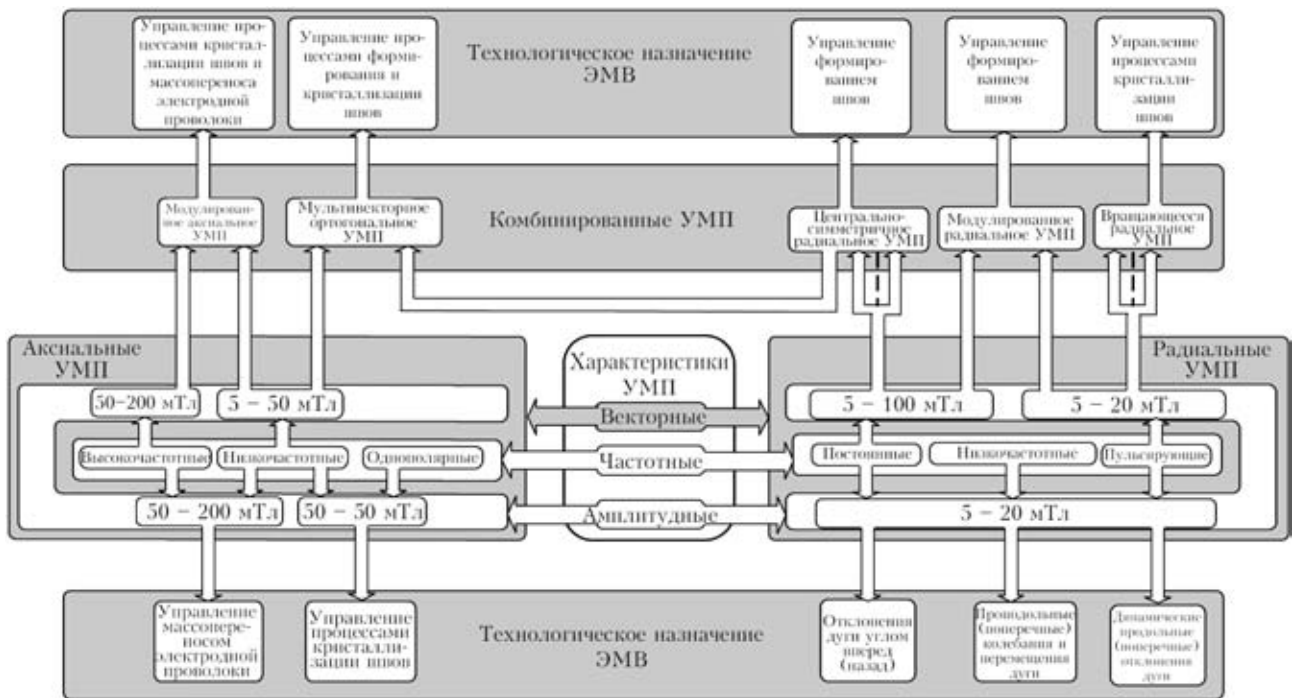 Управление про-
цессами кристал-
лизации швов и
массопереноса
электродной
проволоки
Управление про-
цессами форми-
рования и
кристаллизации
швов
Технологическое назначение
ЭМВ
Управление
формиро-
ванием
швов
Управление
формиро-
ванием
швов
Управление
процессами
кристалли-
зации
швов
Модулирован-
ное аксиальное
УМП
Мультивекторное
ортогональное
УМП
Комбинированные УМП
Центрально-
симметричное
радиальное УМП
Модулированное
радиальное УМП
Вращающееся
радиальное
УМП
Аксиальные
УМП
50–200 мТл
5 – 50 мТл
Высокочастотные
Низкочастотные
Однополярные
50 – 200 мТл
50 – 50 мТл
Характеристики
УМП
Векторные
Частотные
Амплитудные
Радиальные
УМП
5 – 100 мТл
5 – 20 мТл
Постоянные
Низкочастотные
Пульсирующие
5 – 20 мТл
Управление
массопере-
носом
электродной
проволоки
Управление
процессами
кристалли-
зации швов
Технологическое назначение
ЭМВ
Отклонения
дуги углом
вперед
(назад)
Продольные
(поперечные)
колебания и
перемещения
дуги
Динамические
продольные
(поперечные)
отклонения
дуги